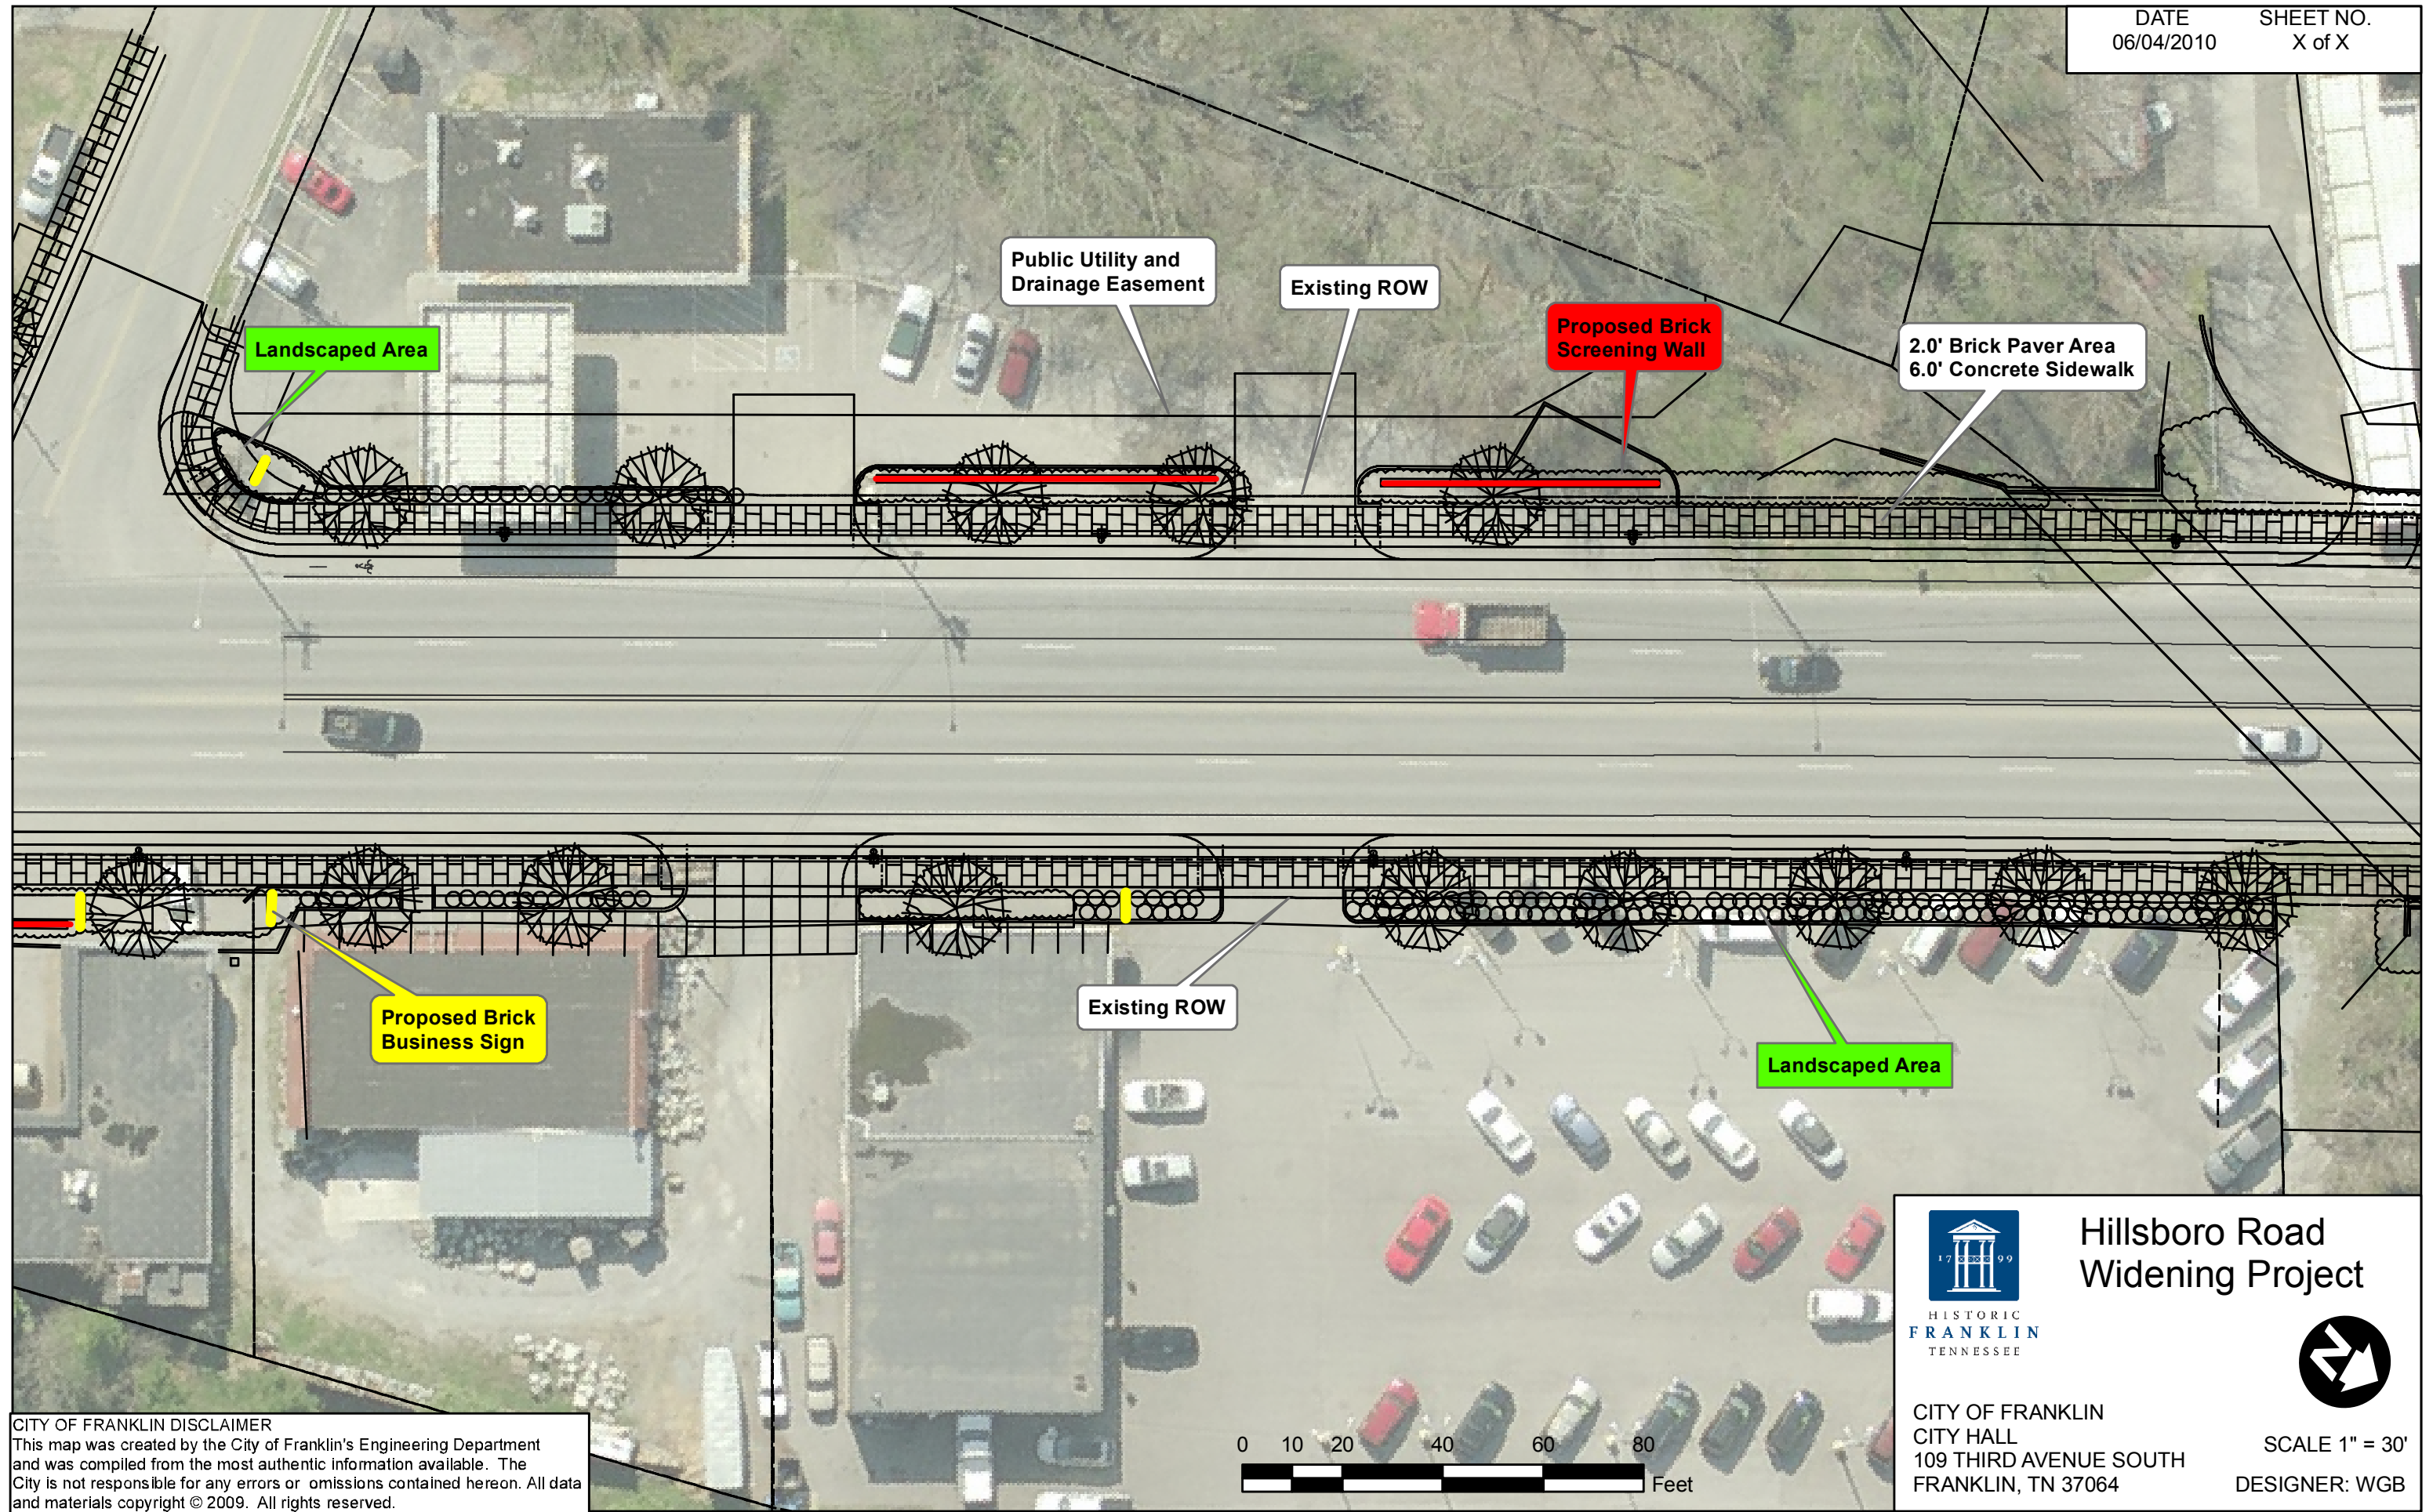 DATE
06/04/2010
SHEET NO.
X of X
Public Utility and
Drainage Easement
Existing ROW
Proposed Brick
Screening Wall
2.0' Brick Paver Area
6.0' Concrete Sidewalk
Landscaped Area
Proposed Brick
Business Sign
Existing ROW
Landscaped Area
Hillsboro Road
Widening Project
17 99
HISTORIC
FRANKLIN
TENNESSEE
N
CITY OF FRANKLIN
CITY HALL
109 THIRD AVENUE SOUTH
FRANKLIN, TN 37064
SCALE 1" = 30'
DESIGNER: WGB
0 10 20 40 60 80
Feet
CITY OF FRANKLIN DISCLAIMER
This map was created by the City of Franklin's Engineering Department
and was compiled from the most authentic information available. The
City is not responsible for any errors or omissions contained hereon. All data
and materials copyright © 2009. All rights reserved.